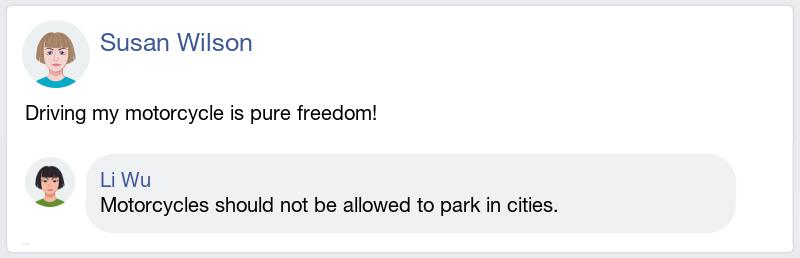 Susan Wilson
Driving my motorcycle is pure freedom!
Li Wu
Motorcycles should not be allowed to park in cities.